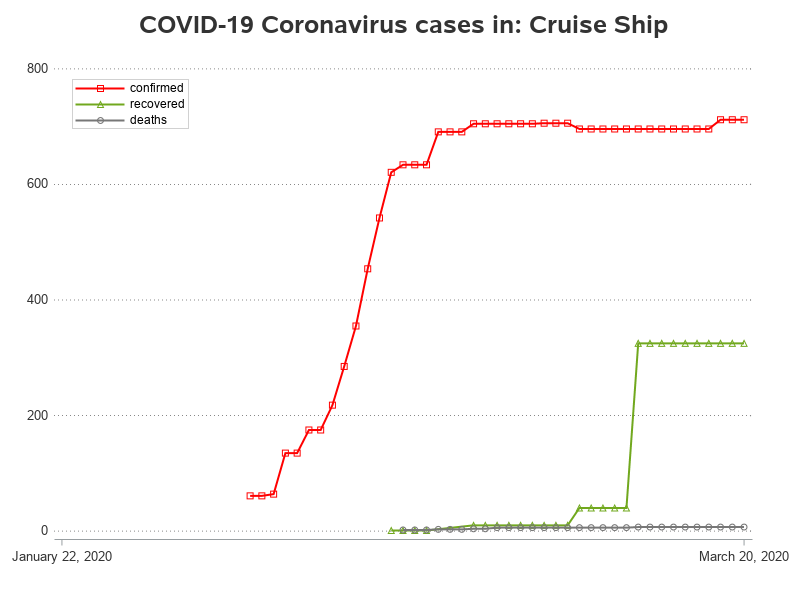 COVID-19 Coronavirus cases in: Cruise Ship
800
confirmed
recovered
deaths
600
400
200
0
January 22, 2020
March 20, 2020